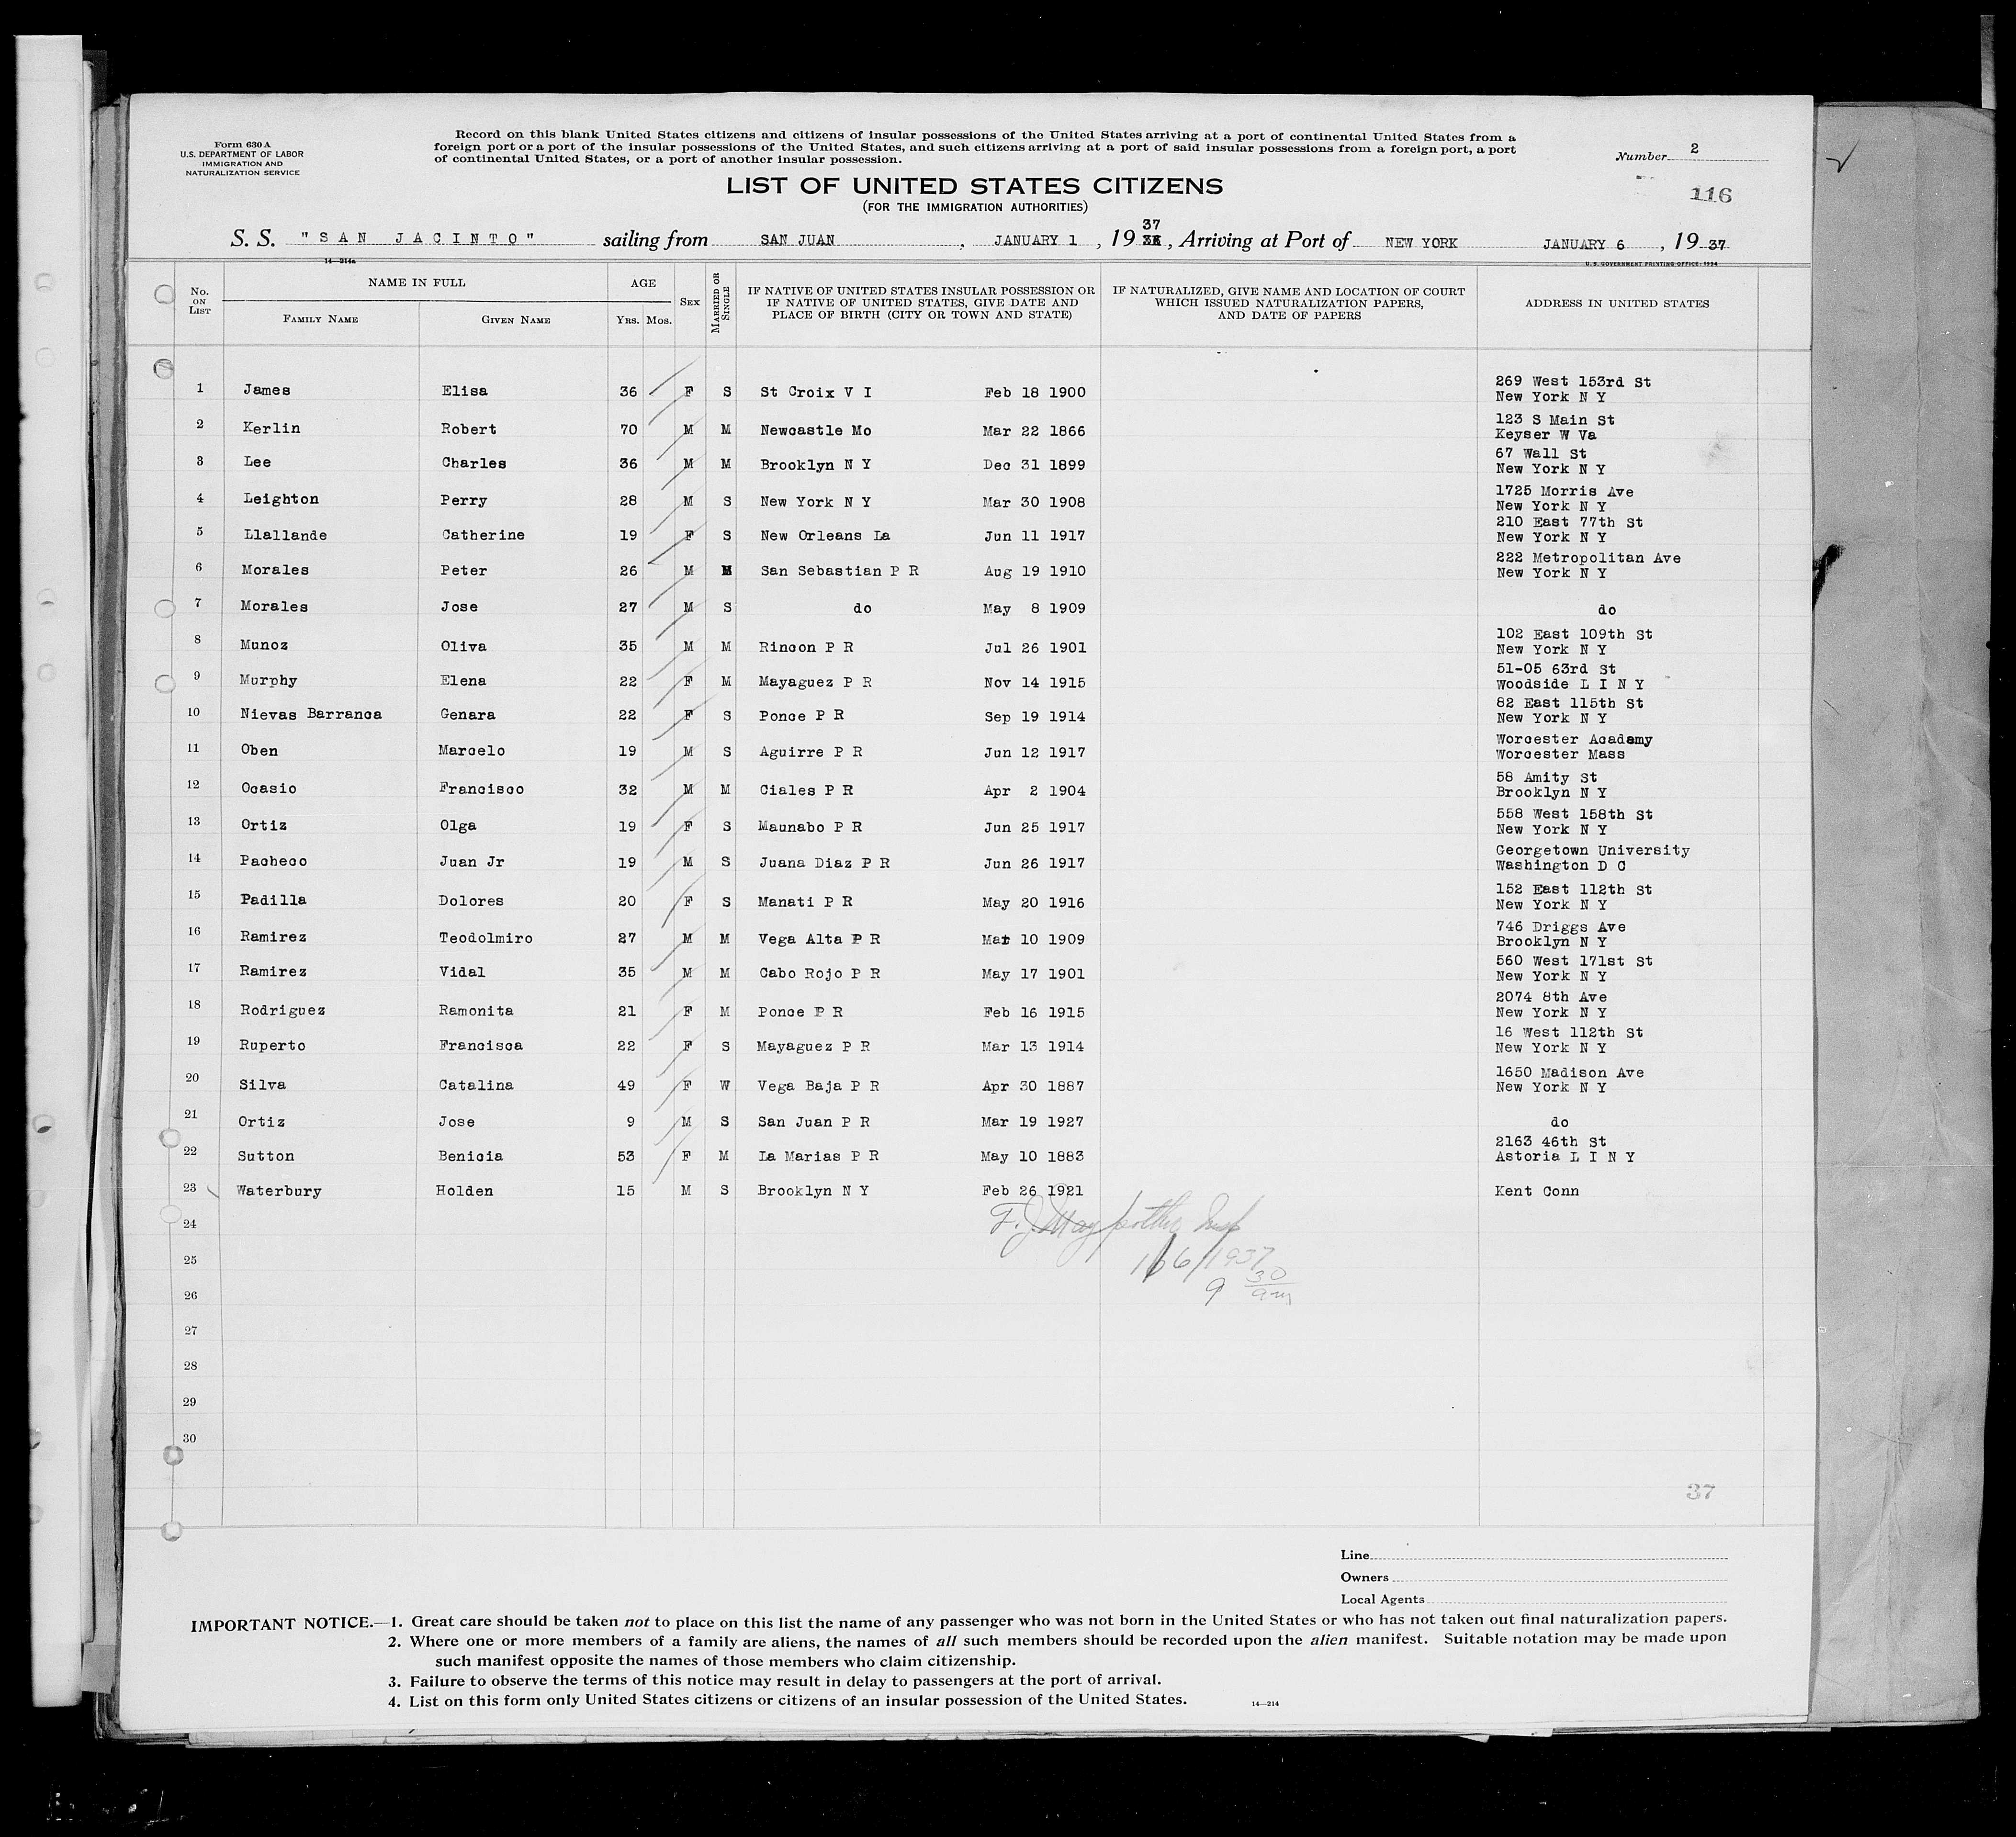 Form 630 A
U.S. DEPARTMENT OF LABOR
IMMIGRATION AND
NATURALIZATION SERVICE
Record on this blank United States citizens and citizens of insular possessions of the United States arriving at a port of continental United States from a
foreign port or a port of the insular possessions of the United States, and such citizens arriving at a port of said insular possessions from a foreign port, a port
of continental United States, or a port of another insular possession.
Number 2
116
LIST OF UNITED STATES CITIZENS
(FOR THE IMMIGRATION AUTHORITIES)
S. S. "SAN JACINTO" sailing from SAN JUAN, JANUARY 1, 19 37, Arriving at Port of NEW YORK JANUARY 6, 19 37
14—214a
U. S. GOVERNMENT PRINTING OFFICE: 1934
No. ON LIST
NAME IN FULL
FAMILY NAME
GIVEN NAME
AGE
YRS. MOS.
SEX
MARRIED OR SINGLE
IF NATIVE OF UNITED STATES INSULAR POSSESSION OR
IF NATIVE OF UNITED STATES, GIVE DATE AND
PLACE OF BIRTH (CITY OR TOWN AND STATE)
IF NATURALIZED, GIVE NAME AND LOCATION OF COURT
WHICH ISSUED NATURALIZATION PAPERS,
AND DATE OF PAPERS
ADDRESS IN UNITED STATES
1 James Elisa 36 F S St Croix V I Feb 18 1900 269 West 153rd St
New York N Y
2 Kerlin Robert 70 M M Newcastle Mo Mar 22 1866 123 S Main St
Keyser W Va
3 Lee Charles 36 M M Brooklyn N Y Dec 31 1899 67 Wall St
New York N Y
4 Leighton Perry 28 M S New York N Y Mar 30 1908 1725 Morris Ave
New York N Y
5 Llallande Catherine 19 F S New Orleans La Jun 11 1917 210 East 77th St
New York N Y
6 Morales Peter 26 M M San Sebastian P R Aug 19 1910 222 Metropolitan Ave
New York N Y
7 Morales Jose 27 M S do May 8 1909 do
8 Munoz Oliva 35 M M Rincon P R Jul 26 1901 102 East 109th St
New York N Y
9 Murphy Elena 22 F M Mayaguez P R Nov 14 1915 51-05 63rd St
Woodside L I N Y
10 Nievas Barranca Genara 22 F S Ponce P R Sep 19 1914 82 East 115th St
New York N Y
11 Oben Marcelo 19 M S Aguirre P R Jun 12 1917 Worcester Acadamy
Worcester Mass
12 Ocasio Francisco 32 M M Ciales P R Apr 2 1904 58 Amity St
Brooklyn N Y
13 Ortiz Olga 19 F S Maunabo P R Jun 25 1917 558 West 158th St
New York N Y
14 Pacheco Juan Jr 19 M S Juana Diaz P R Jun 26 1917 Georgetown University
Washington D C
15 Padilla Dolores 20 F S Manati P R May 20 1916 152 East 112th St
New York N Y
16 Ramirez Teodolmiro 27 M M Vega Alta P R Mar 10 1909 746 Driggs Ave
Brooklyn N Y
17 Ramirez Vidal 35 M M Cabo Rojo P R May 17 1901 560 West 171st St
New York N Y
18 Rodriguez Ramonita 21 F M Ponce P R Feb 16 1915 2074 8th Ave
New York N Y
19 Ruperto Francisca 22 F S Mayaguez P R Mar 13 1914 16 West 112th St
New York N Y
20 Silva Catalina 49 F W Vega Baja P R Apr 30 1887 1650 Madison Ave
New York N Y
21 Ortiz Jose 9 M S San Juan P R Mar 19 1927 do
22 Sutton Benicia 53 F M La Marias P R May 10 1883 2163 46th St
Astoria L I N Y
23 Waterbury Holden 15 M S Brooklyn N Y Feb 26 1921 Kent Conn
24
1/6/1937
25
9 30 am
26
27
28
29
30
37
Line
Owners
Local Agents
IMPORTANT NOTICE.—1. Great care should be taken not to place on this list the name of any passenger who was not born in the United States or who has not taken out final naturalization papers.
2. Where one or more members of a family are aliens, the names of all such members should be recorded upon the alien manifest. Suitable notation may be made upon
such manifest opposite the names of those members who claim citizenship.
3. Failure to observe the terms of this notice may result in delay to passengers at the port of arrival.
4. List on this form only United States citizens or citizens of an insular possession of the United States.
14—214